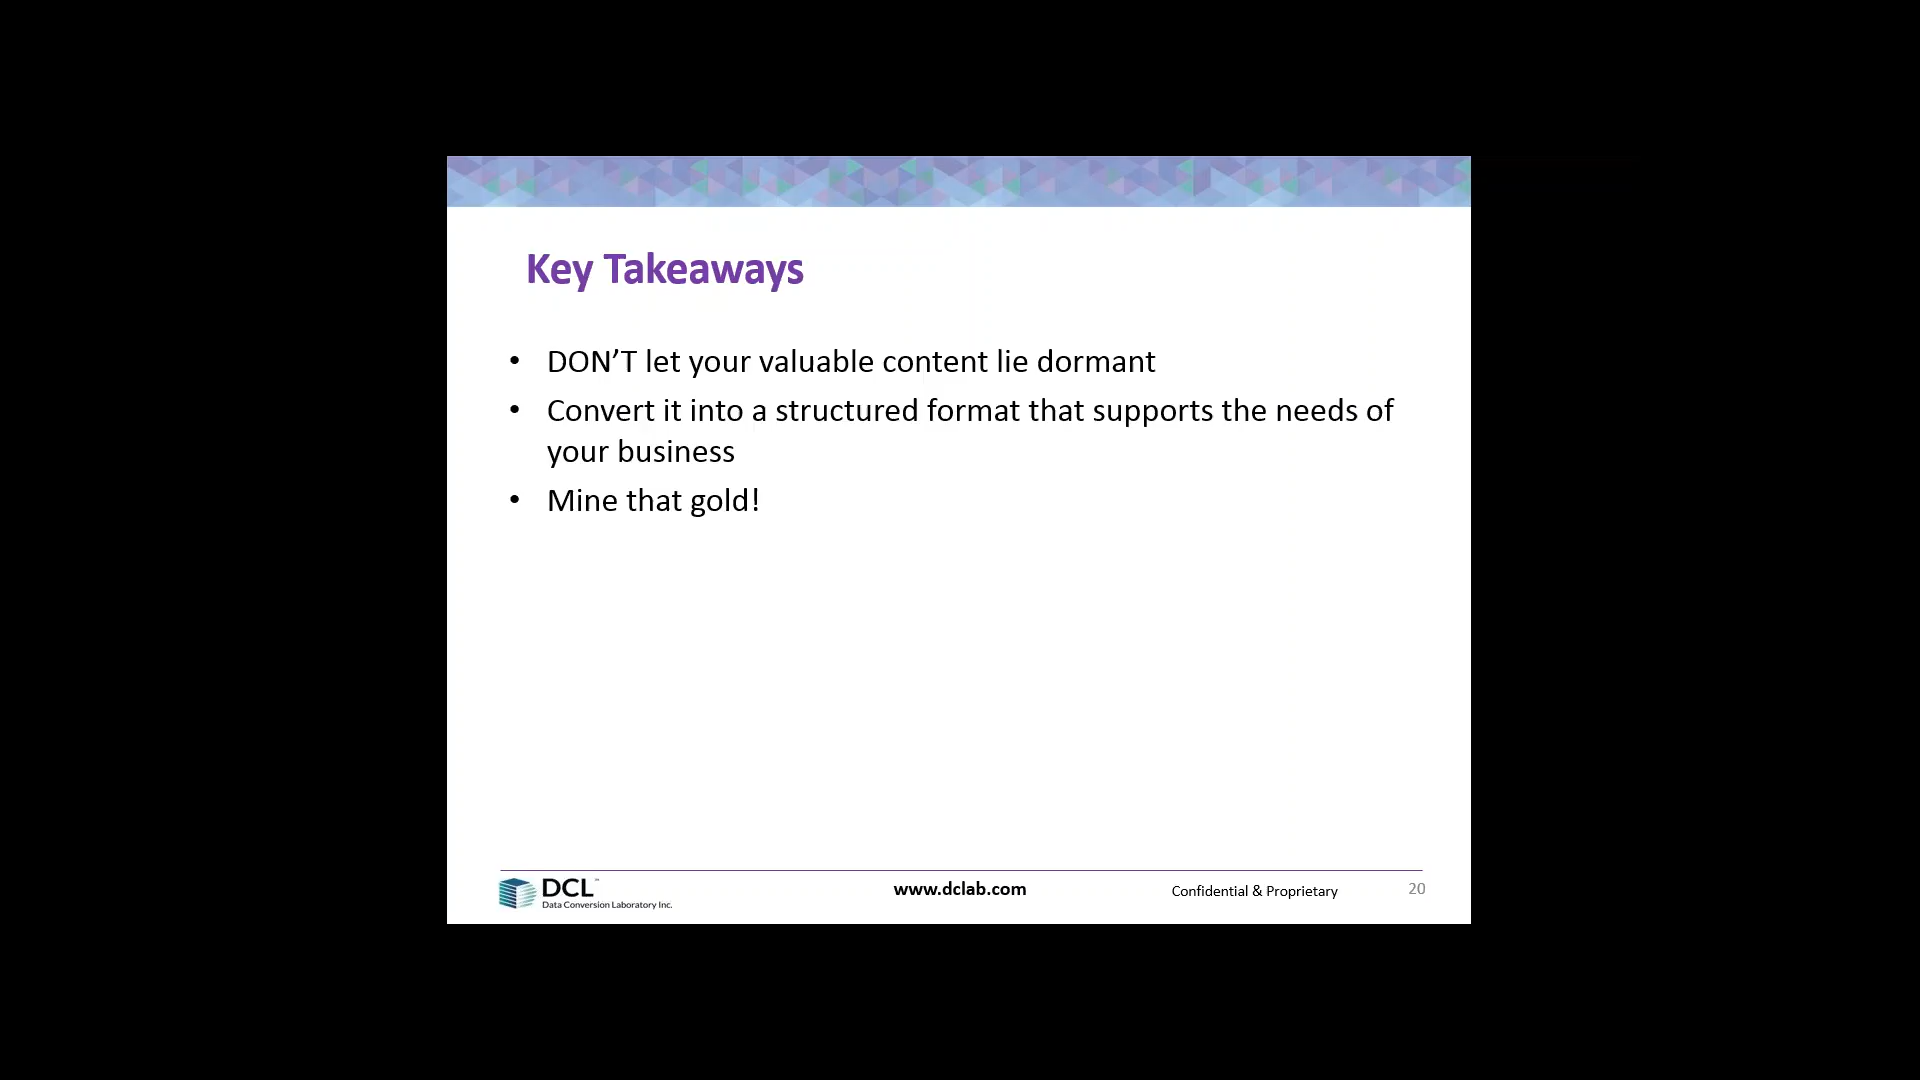 Key Takeaways
• DON’T let your valuable content lie dormant
• Convert it into a structured format that supports the needs of
your business
• Mine that gold!
DCL™
Data Conversion Laboratory Inc.
www.dclab.com
Confidential & Proprietary
20